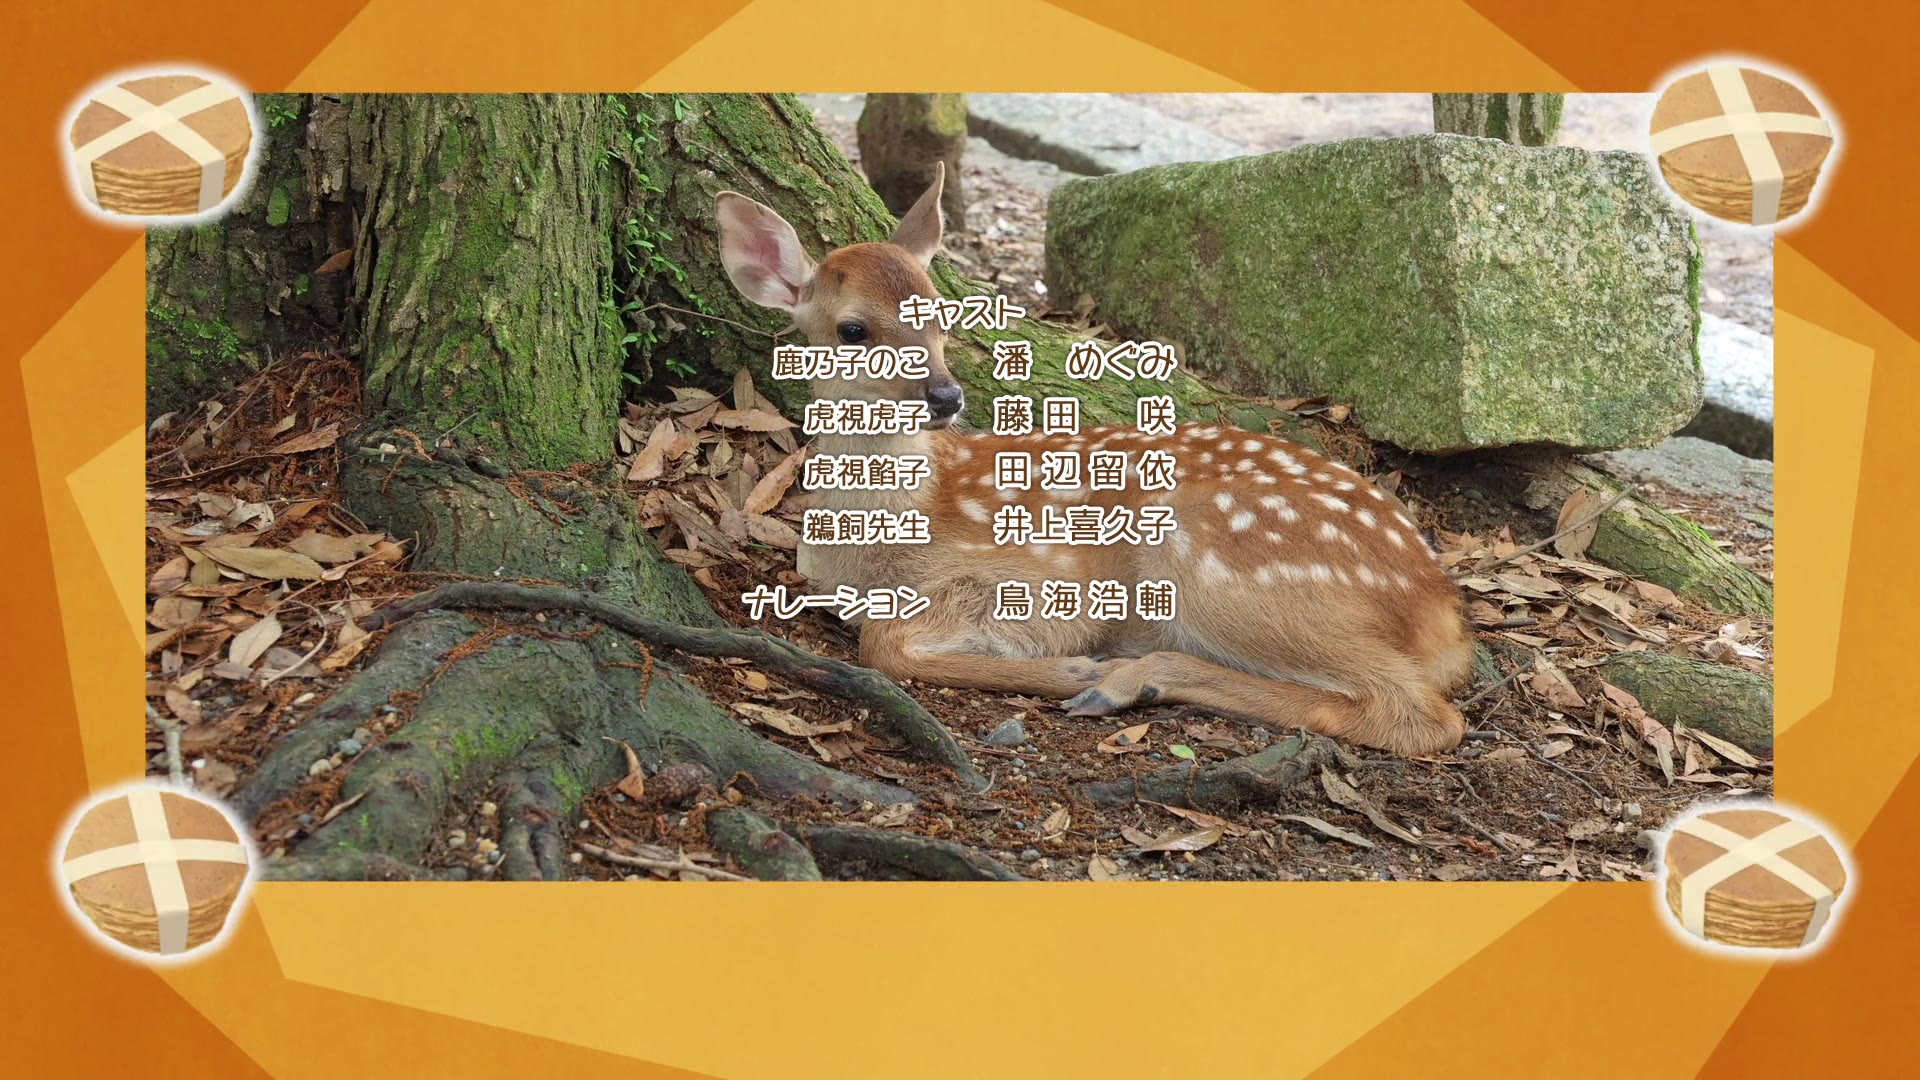 キャスト
鹿乃子のこ 潘 めぐみ
虎視虎子 藤田 咲
虎視餡子 田辺留依
鵜飼先生 井上喜久子
ナレーション 鳥海浩輔